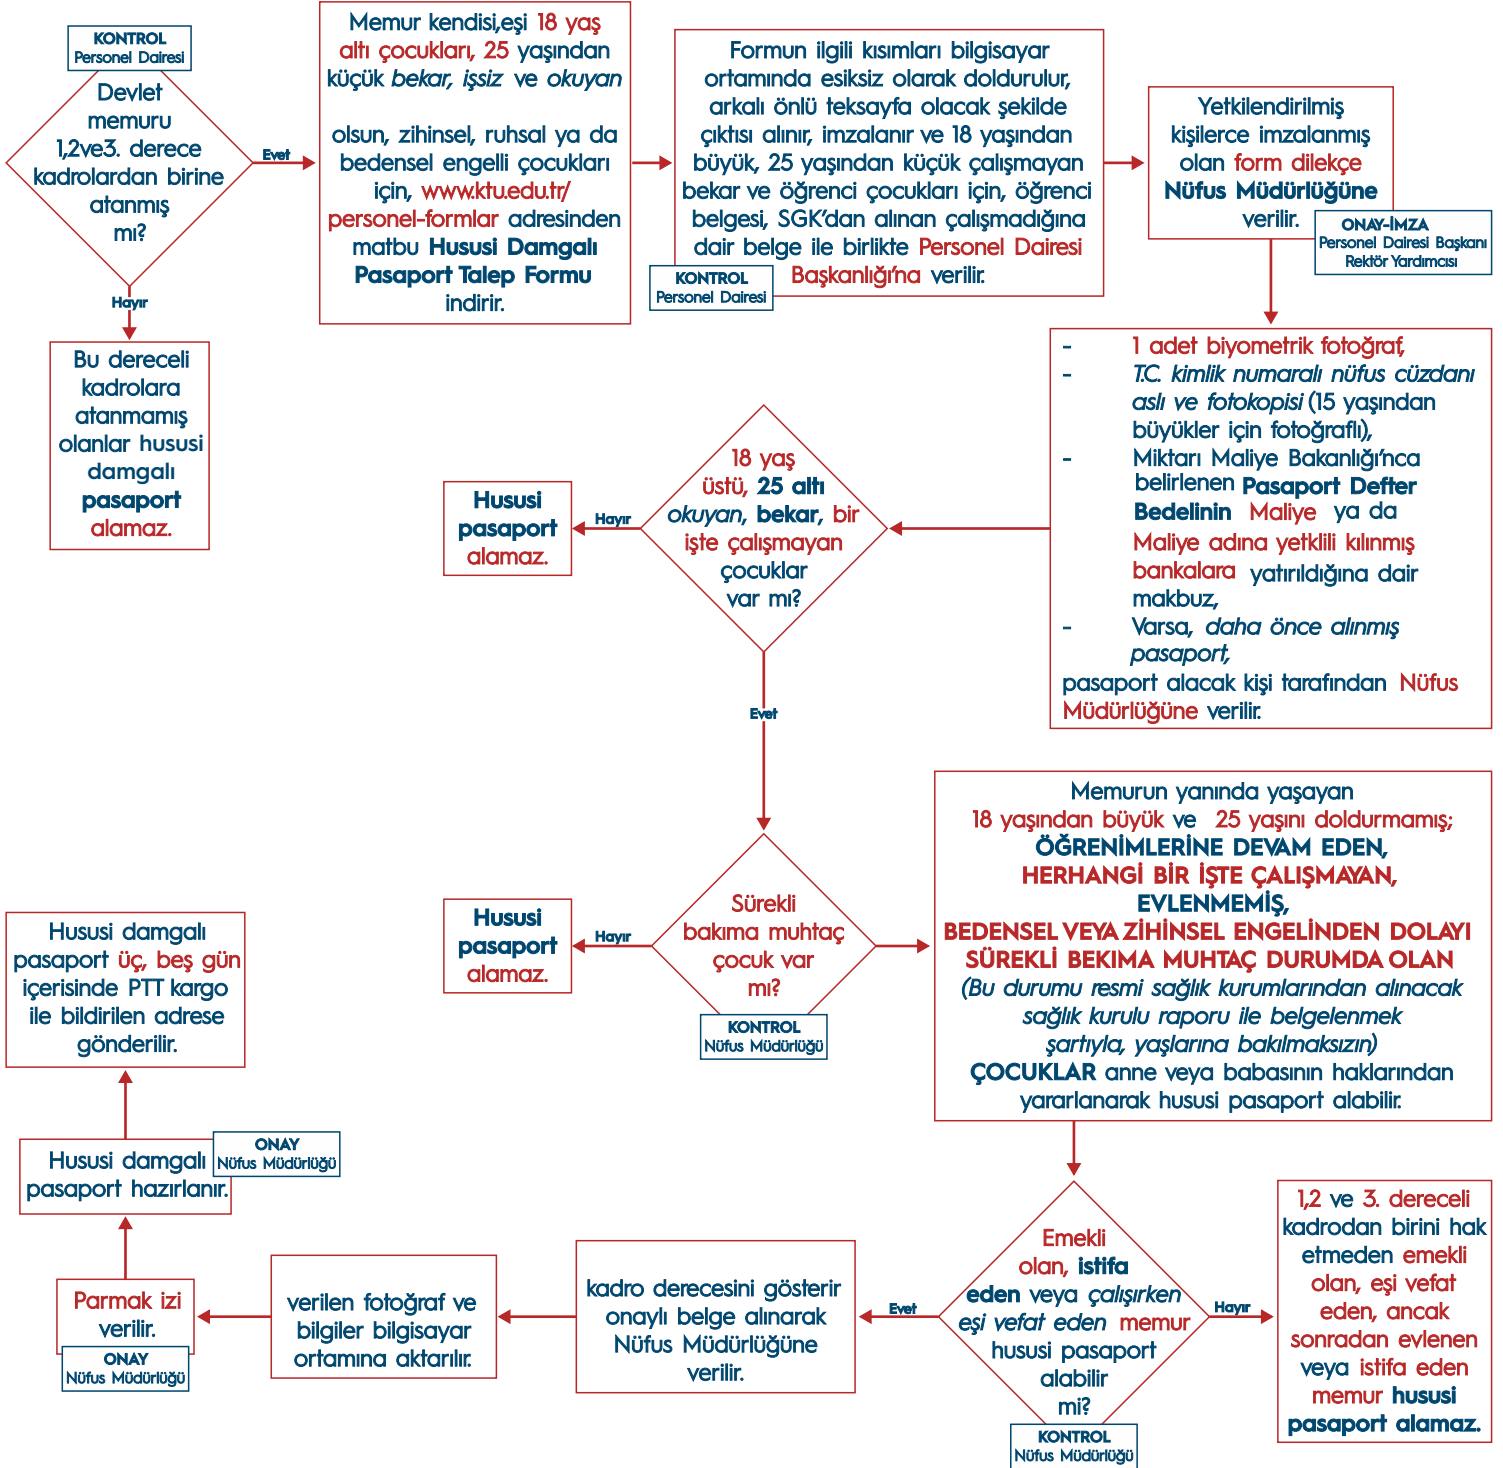 KONTROL
Personel Dairesi
Devlet
memuru
1,2ve3. derece
kadrolardan birine
atanmış
mı?
Evet
Hayır
Bu dereceli
kadrolara
atanmamış
olanlar hususi
damgalı
pasaport
alamaz.
Memur kendisi,eşi 18 yaş
altı çocukları, 25 yaşından
küçük bekar, işsiz ve okuyan
olsun, zihinsel, ruhsal ya da
bedensel engelli çocukları
için, www.ktu.edu.tr/
personel-formlar adresinden
matbu Hususi Damgalı
Pasaport Talep Formu
indirir.
Formun ilgili kısımları bilgisayar
ortamında esiksiz olarak doldurulur,
arkalı önlü teksayfa olacak şekilde
çıktısı alınır, imzalanır ve 18 yaşından
büyük, 25 yaşından küçük çalışmayan
bekar ve öğrenci çocukları için, öğrenci
belgesi, SGK’dan alınan çalışmadığına
dair belge ile birlikte Personel Dairesi
Başkanlığı’na verilir.
KONTROL
Personel Dairesi
Yetkilendirilmiş
kişilerce imzalanmış
olan form dilekçe
Nüfus Müdürlüğüne
verilir.
ONAY-İMZA
Personel Dairesi Başkanı
Rektör Yardımcısı
- 1 adet biyometrik fotoğraf,
- T.C. kimlik numaralı nüfus cüzdanı
aslı ve fotokopisi (15 yaşından
büyükler için fotoğraflı),
- Miktarı Maliye Bakanlığı’nca
belirlenen Pasaport Defter
Bedelinin Maliye ya da
Maliye adına yetklili kılınmış
bankalara yatırıldığına dair
makbuz,
- Varsa, daha önce alınmış
pasaport,
pasaport alacak kişi tarafından Nüfus
Müdürlüğüne verilir.
18 yaş
üstü, 25 altı
okuyan, bekar, bir
işte çalışmayan
çocuklar
var mı?
Hayır
Hususi
pasaport
alamaz.
Evet
Sürekli
bakıma muhtaç
çocuk var
mı?
KONTROL
Nüfus Müdürlüğü
Hayır
Hususi
pasaport
alamaz.
Memurun yanında yaşayan
18 yaşından büyük ve 25 yaşını doldurmamış;
ÖĞRENİMLERİNE DEVAM EDEN,
HERHANGİ BİR İŞTE ÇALIŞMAYAN,
EVLENMEMİŞ,
BEDENSEL VEYA ZİHİNSEL ENGELİNDEN DOLAYI
SÜREKLİ BEKIMA MUHTAÇ DURUMDA OLAN
(Bu durumu resmi sağlık kurumlarından alınacak
sağlık kurulu raporu ile belgelenmek
şartıyla, yaşlarına bakılmaksızın)
ÇOCUKLAR anne veya babasının haklarından
yararlanarak hususi pasaport alabilir.
Emekli
olan, istifa
eden veya çalışırken
eşi vefat eden memur
hususi pasaport
alabilir
mi?
KONTROL
Nüfus Müdürlüğü
Hayır
1,2 ve 3. dereceli
kadrodan birini hak
etmeden emekli
olan, eşi vefat
eden, ancak
sonradan evlenen
veya istifa eden
memur hususi
pasaport alamaz.
Evet
kadro derecesini gösterir
onaylı belge alınarak
Nüfus Müdürlüğüne
verilir.
verilen fotoğraf ve
bilgiler bilgisayar
ortamına aktarılır.
Parmak izi
verilir.
ONAY
Nüfus Müdürlüğü
Hususi damgalı
pasaport hazırlanır.
ONAY
Nüfus Müdürlüğü
Hususi damgalı
pasaport üç, beş gün
içerisinde PTT kargo
ile bildirilen adrese
gönderilir.